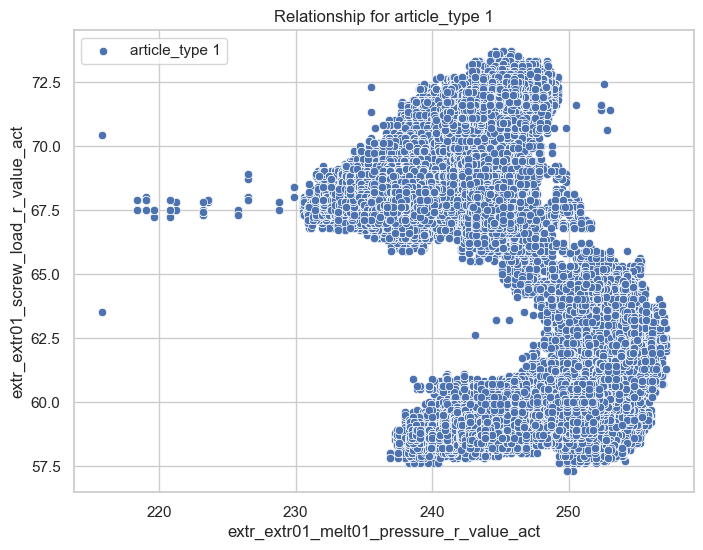 Relationship for article_type 1
article_type 1
72.5
70.0
67.5
65.0
62.5
60.0
57.5
extr_extr01_screw_load_r_value_act
220
230
240
250
extr_extr01_melt01_pressure_r_value_act